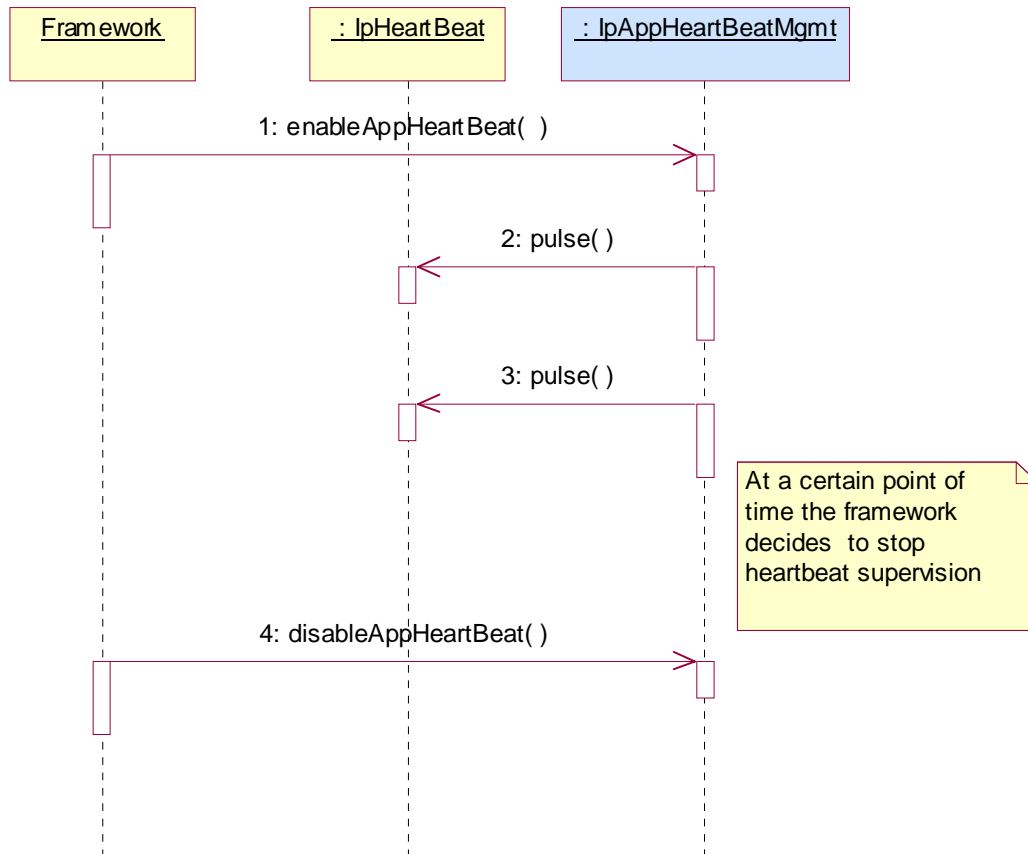 Framework
: IpHeartBeat
: IpAppHeartBeatMgmt
1: enableAppHeartBeat( )
2: pulse( )
3: pulse( )
At a certain point of
time the framework
decides to stop
heartbeat supervision
4: disableAppHeartBeat( )